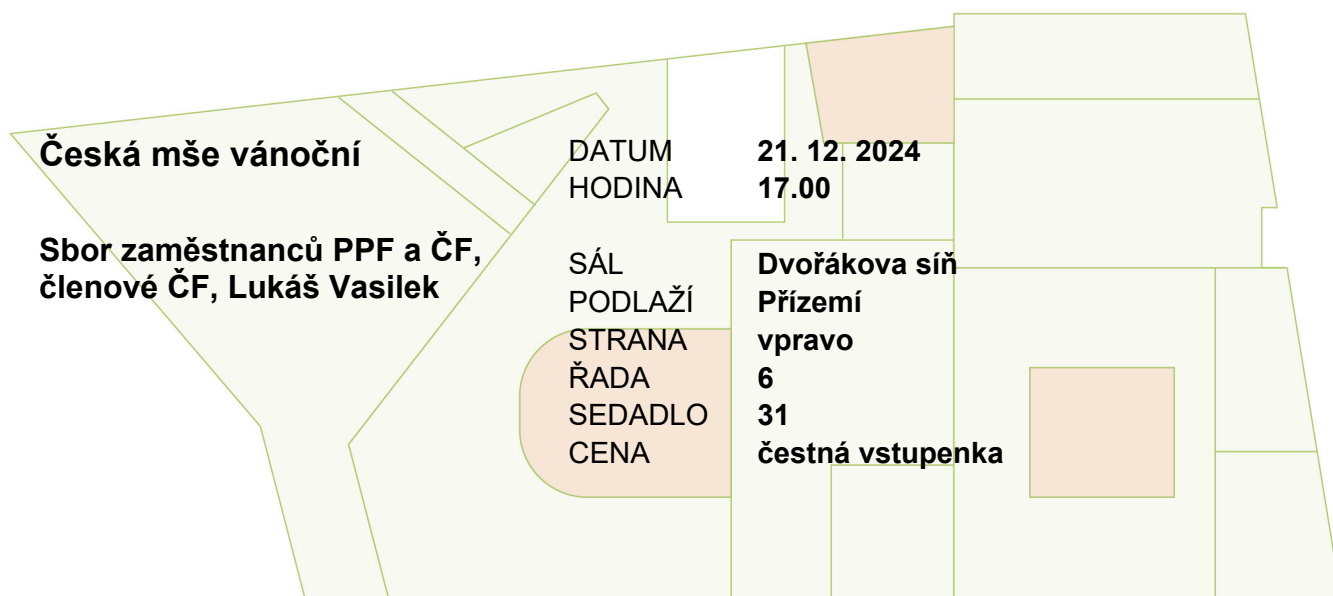 Česká mše vánoční
Sbor zaměstnanců PPF a ČF,
členové ČF, Lukáš Vasilek
DATUM 21. 12. 2024
HODINA 17.00
SÁL Dvořákova síň
PODLAŽÍ Přízemí
STRANA vpravo
ŘADA 6
SEDADLO 31
CENA čestná vstupenka